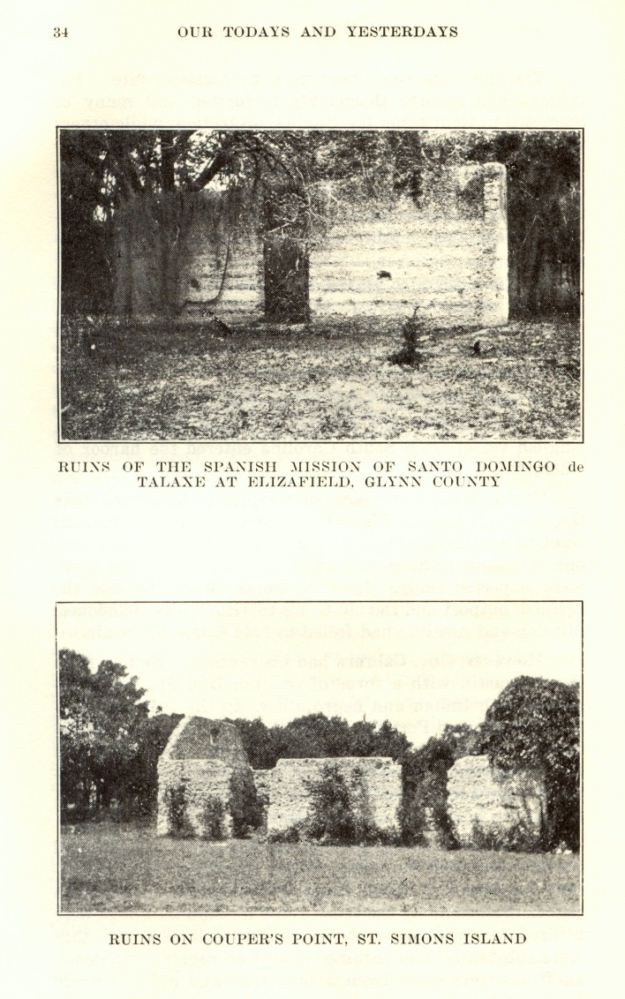 34 OUR TODAYS AND YESTERDAYS
RUINS OF THE SPANISH MISSION OF SANTO DOMINGO de
TALAXE AT ELIZAFIELD, GLYNN COUNTY
RUINS ON COUPER'S POINT, ST. SIMONS ISLAND